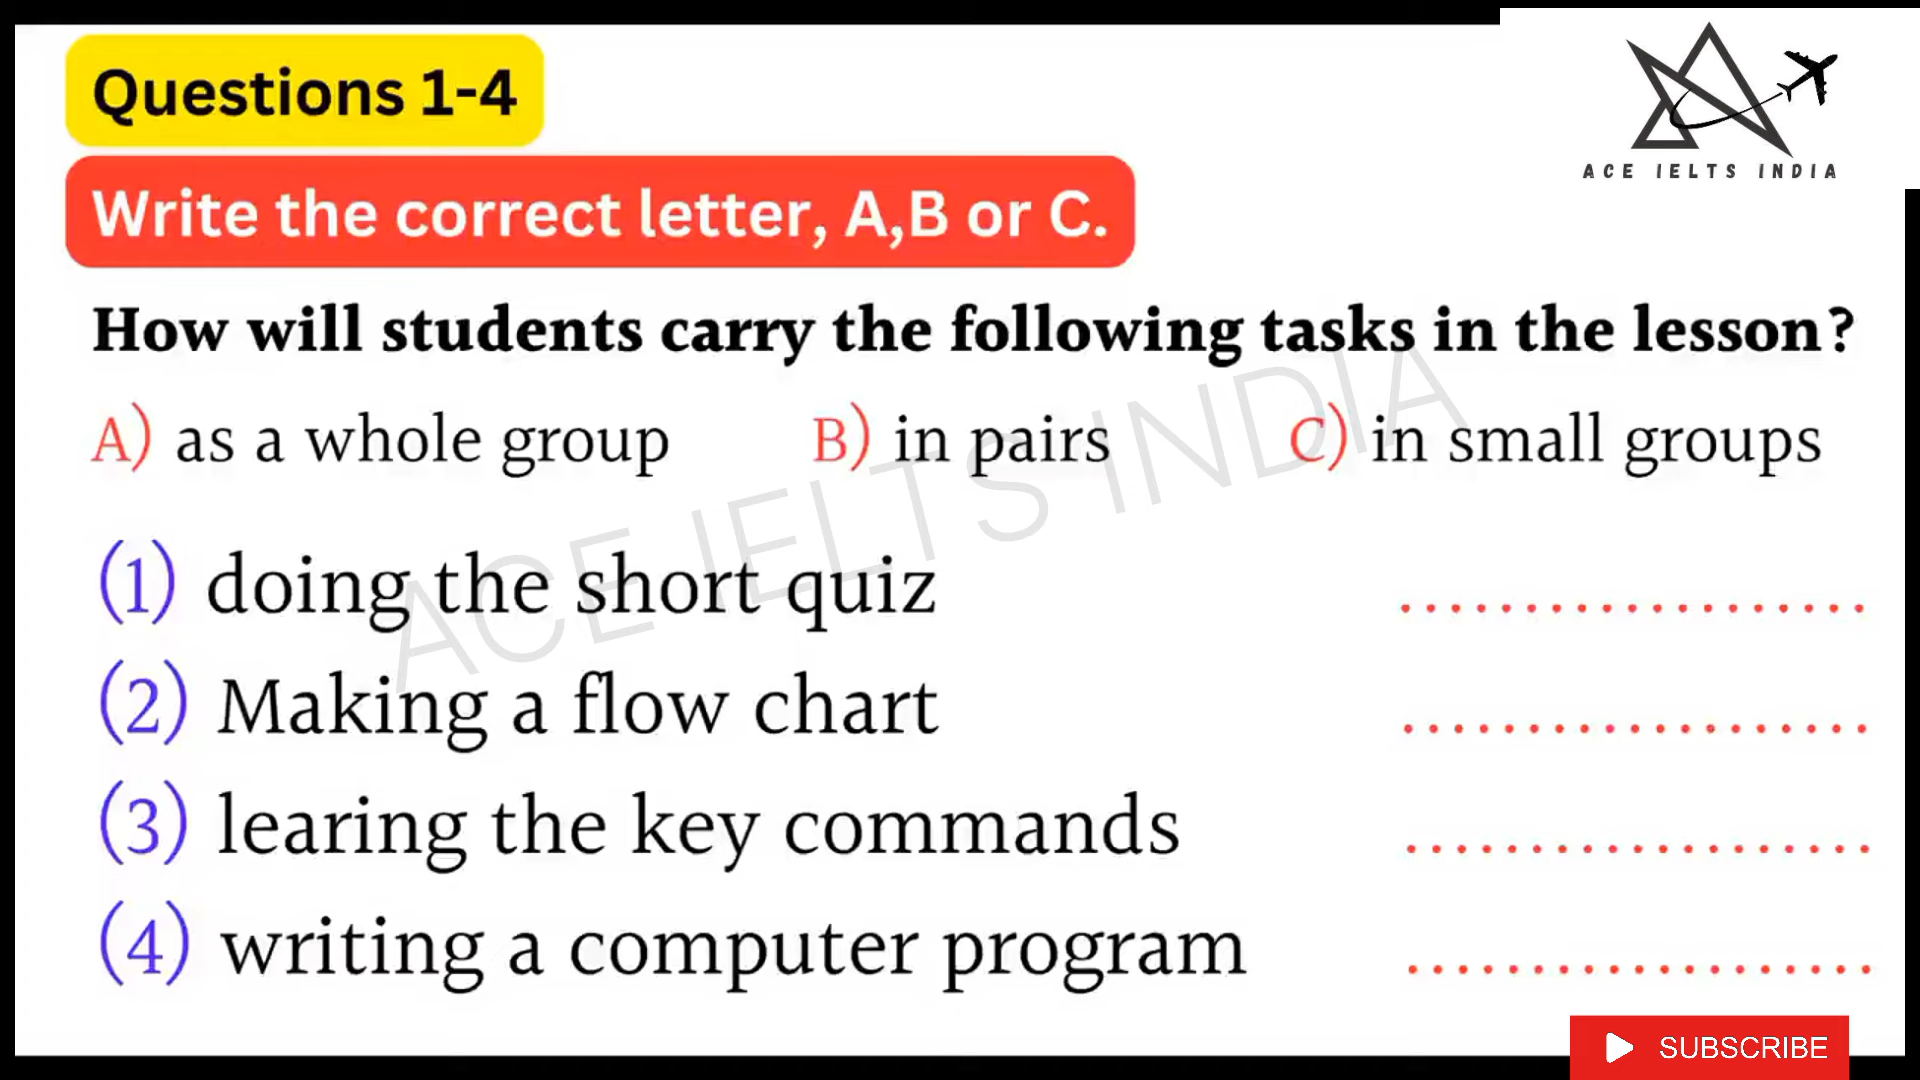 Questions 1-4
Write the correct letter, A,B or C.
ACE IELTS INDIA
How will students carry the following tasks in the lesson?
A) as a whole group B) in pairs C) in small groups
ACE IELTS INDIA
(1) doing the short quiz ...................
(2) Making a flow chart ...................
(3) learing the key commands ...................
(4) writing a computer program ...................
SUBSCRIBE